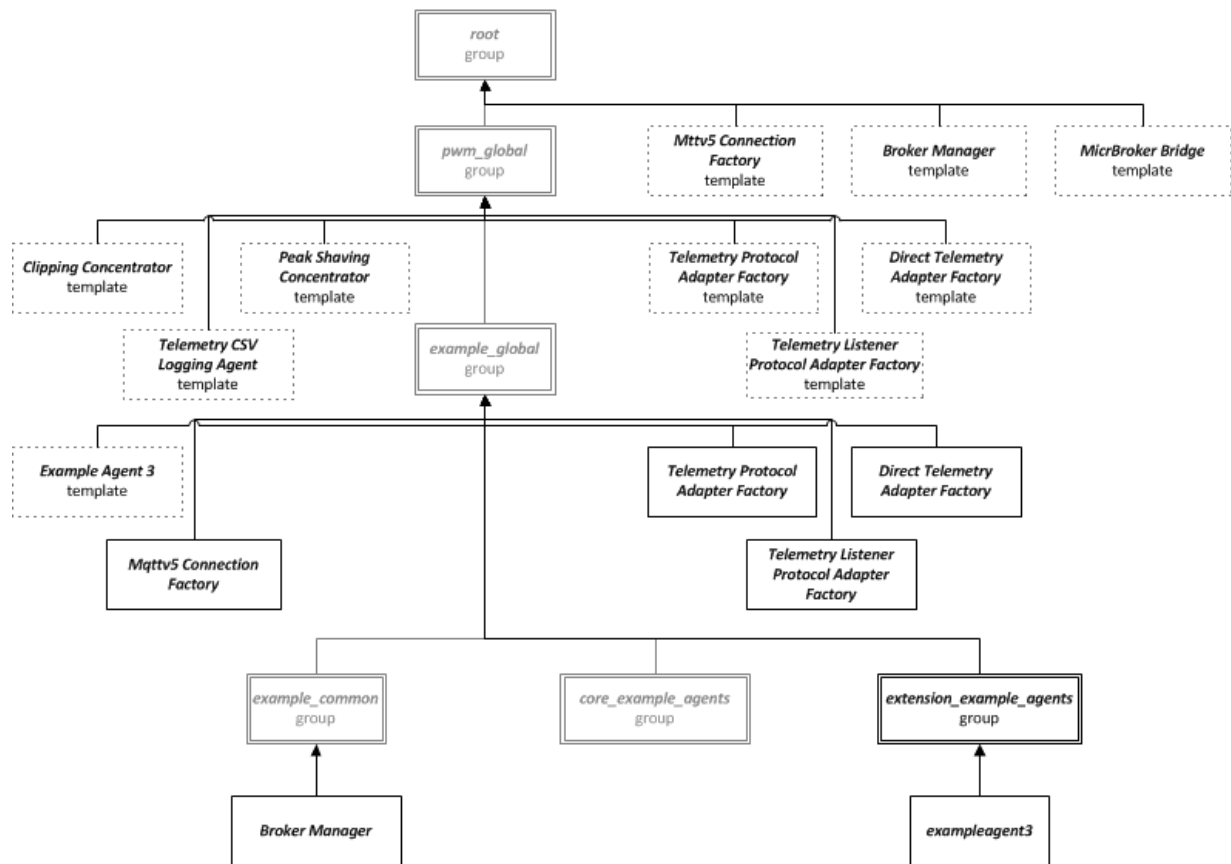 root
group
pwm_global
group
Mttv5 Connection
Factory
template
Broker Manager
template
MicrBroker Bridge
template
Clipping Concentrator
template
Peak Shaving
Concentrator
template
Telemetry Protocol
Adapter Factory
template
Direct Telemetry
Adapter Factory
template
Telemetry CSV
Logging Agent
template
example_global
group
Telemetry Listener
Protocol Adapter Factory
template
Example Agent 3
template
Telemetry Protocol
Adapter Factory
Direct Telemetry
Adapter Factory
Mqttv5 Connection
Factory
Telemetry Listener
Protocol Adapter
Factory
example_common
group
core_example_agents
group
extension_example_agents
group
Broker Manager
exampleagent3